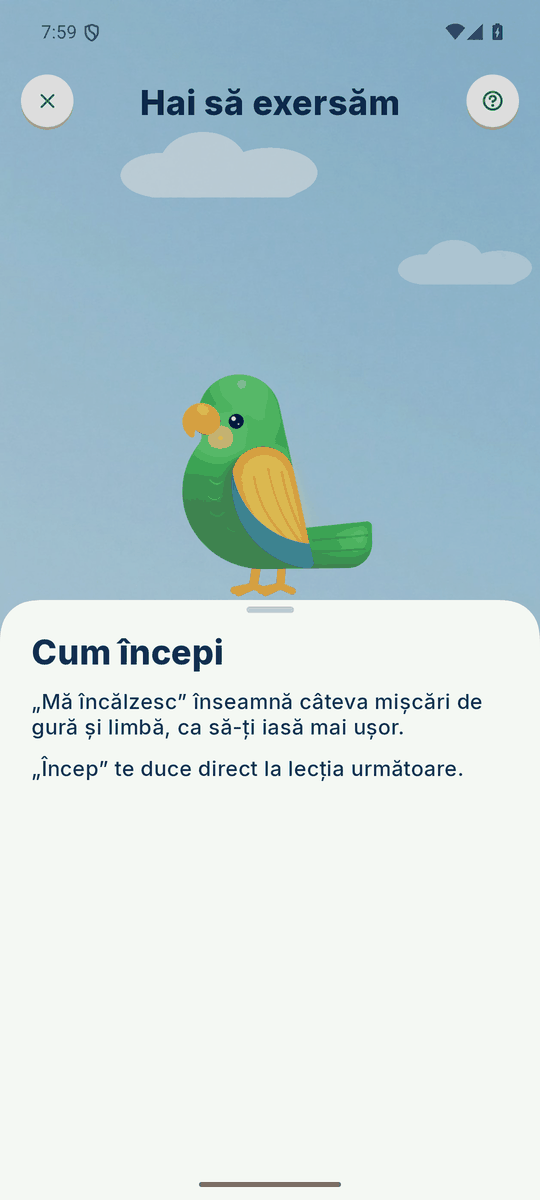 7:59
Hai să exersăm
Cum începi
„Mă încălzesc” înseamnă câteva mișcări de
gură și limbă, ca să-ți iasă mai ușor.
„Încep” te duce direct la lecția următoare.